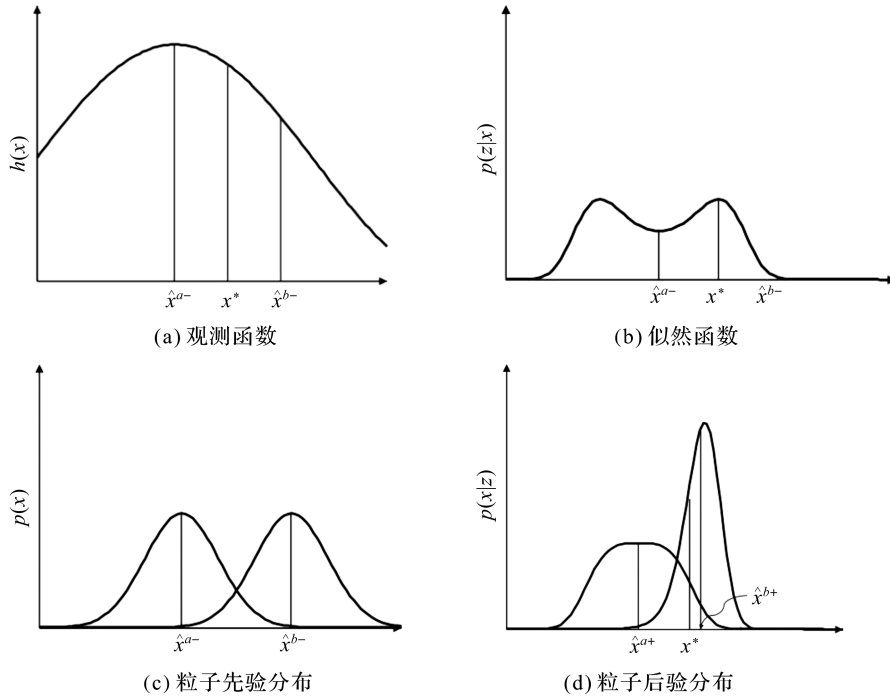 h(x)
x̂ᵃ⁻ x* x̂ᵇ⁻
(a) 观测函数
p(z|x)
x̂ᵃ⁻ x* x̂ᵇ⁻
(b) 似然函数
p(x)
x̂ᵃ⁻ x̂ᵇ⁻
(c) 粒子先验分布
p(x|z)
x̂ᵇ⁺
x̂ᵃ⁺ x*
(d) 粒子后验分布